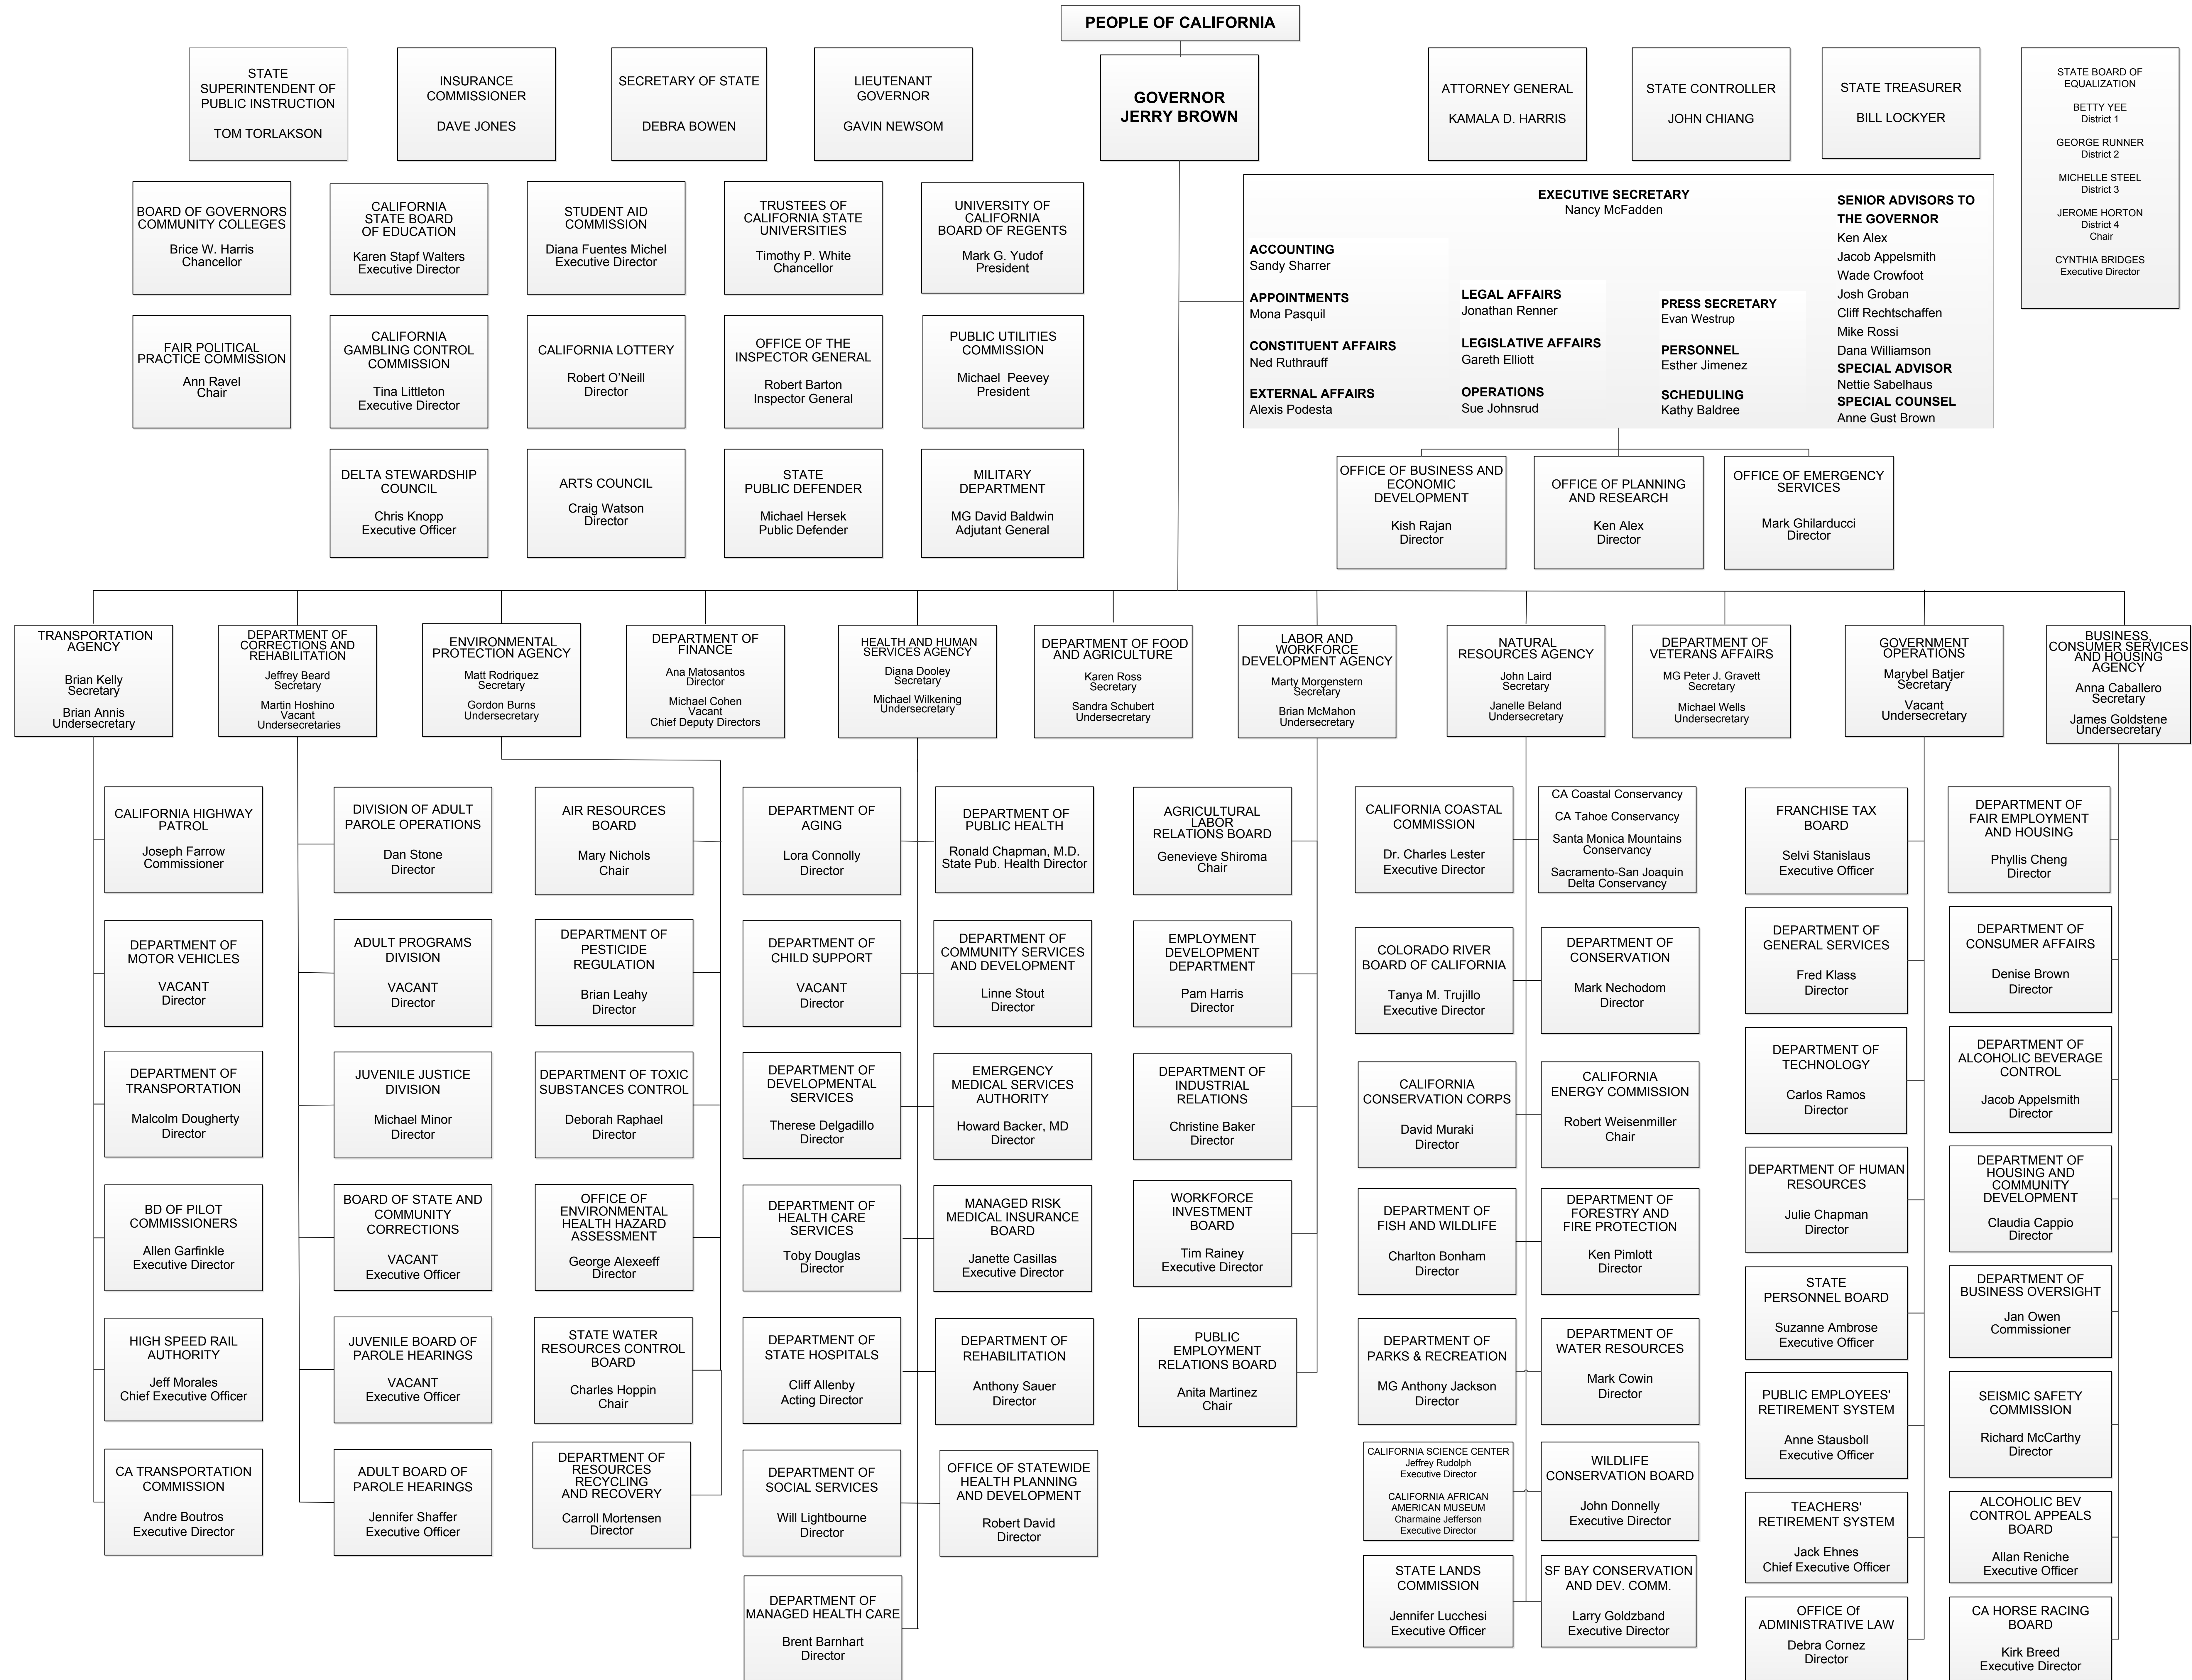 PEOPLE OF CALIFORNIA
STATE
SUPERINTENDENT OF
PUBLIC INSTRUCTION
TOM TORLAKSON
INSURANCE
COMMISSIONER
DAVE JONES
SECRETARY OF STATE
DEBRA BOWEN
LIEUTENANT
GOVERNOR
GAVIN NEWSOM
GOVERNOR
JERRY BROWN
ATTORNEY GENERAL
KAMALA D. HARRIS
STATE CONTROLLER
JOHN CHIANG
STATE TREASURER
BILL LOCKYER
STATE BOARD OF
EQUALIZATION
BETTY YEE
District 1
GEORGE RUNNER
District 2
MICHELLE STEEL
District 3
JEROME HORTON
District 4
Chair
CYNTHIA BRIDGES
Executive Director
BOARD OF GOVERNORS
COMMUNITY COLLEGES
Brice W. Harris
Chancellor
CALIFORNIA
STATE BOARD
OF EDUCATION
Karen Stapf Walters
Executive Director
STUDENT AID
COMMISSION
Diana Fuentes Michel
Executive Director
TRUSTEES OF
CALIFORNIA STATE
UNIVERSITIES
Timothy P. White
Chancellor
UNIVERSITY OF
CALIFORNIA
BOARD OF REGENTS
Mark G. Yudof
President
EXECUTIVE SECRETARY
Nancy McFadden
ACCOUNTING
Sandy Sharrer
APPOINTMENTS
Mona Pasquil
CONSTITUENT AFFAIRS
Ned Ruthrauff
EXTERNAL AFFAIRS
Alexis Podesta
LEGAL AFFAIRS
Jonathan Renner
LEGISLATIVE AFFAIRS
Gareth Elliott
OPERATIONS
Sue Johnsrud
PRESS SECRETARY
Evan Westrup
PERSONNEL
Esther Jimenez
SCHEDULING
Kathy Baldree
SENIOR ADVISORS TO
THE GOVERNOR
Ken Alex
Jacob Appelsmith
Wade Crowfoot
Josh Groban
Cliff Rechtschaffen
Mike Rossi
Dana Williamson
SPECIAL ADVISOR
Nettie Sabelhaus
SPECIAL COUNSEL
Anne Gust Brown
FAIR POLITICAL
PRACTICE COMMISSION
Ann Ravel
Chair
CALIFORNIA
GAMBLING CONTROL
COMMISSION
Tina Littleton
Executive Director
CALIFORNIA LOTTERY
Robert O’Neill
Director
OFFICE OF THE
INSPECTOR GENERAL
Robert Barton
Inspector General
PUBLIC UTILITIES
COMMISSION
Michael Peevey
President
DELTA STEWARDSHIP
COUNCIL
Chris Knopp
Executive Officer
ARTS COUNCIL
Craig Watson
Director
STATE
PUBLIC DEFENDER
Michael Hersek
Public Defender
MILITARY
DEPARTMENT
MG David Baldwin
Adjutant General
OFFICE OF BUSINESS AND
ECONOMIC
DEVELOPMENT
Kish Rajan
Director
OFFICE OF PLANNING
AND RESEARCH
Ken Alex
Director
OFFICE OF EMERGENCY
SERVICES
Mark Ghilarducci
Director
TRANSPORTATION
AGENCY
Brian Kelly
Secretary
Brian Annis
Undersecretary
DEPARTMENT OF
CORRECTIONS AND
REHABILITATION
Jeffrey Beard
Secretary
Martin Hoshino
Vacant
Undersecretaries
ENVIRONMENTAL
PROTECTION AGENCY
Matt Rodriquez
Secretary
Gordon Burns
Undersecretary
DEPARTMENT OF
FINANCE
Ana Matosantos
Director
Michael Cohen
Vacant
Chief Deputy Directors
HEALTH AND HUMAN
SERVICES AGENCY
Diana Dooley
Secretary
Michael Wilkening
Undersecretary
DEPARTMENT OF FOOD
AND AGRICULTURE
Karen Ross
Secretary
Sandra Schubert
Undersecretary
LABOR AND
WORKFORCE
DEVELOPMENT AGENCY
Marty Morgenstern
Secretary
Brian McMahon
Undersecretary
NATURAL
RESOURCES AGENCY
John Laird
Secretary
Janelle Beland
Undersecretary
DEPARTMENT OF
VETERANS AFFAIRS
MG Peter J. Gravett
Secretary
Michael Wells
Undersecretary
GOVERNMENT
OPERATIONS
Marybel Batjer
Secretary
Vacant
Undersecretary
BUSINESS,
CONSUMER SERVICES
AND HOUSING
AGENCY
Anna Caballero
Secretary
James Goldstene
Undersecretary
CALIFORNIA HIGHWAY
PATROL
Joseph Farrow
Commissioner
DIVISION OF ADULT
PAROLE OPERATIONS
Dan Stone
Director
AIR RESOURCES
BOARD
Mary Nichols
Chair
DEPARTMENT OF
AGING
Lora Connolly
Director
DEPARTMENT OF
PUBLIC HEALTH
Ronald Chapman, M.D.
State Pub. Health Director
AGRICULTURAL
LABOR
RELATIONS BOARD
Genevieve Shiroma
Chair
CALIFORNIA COASTAL
COMMISSION
Dr. Charles Lester
Executive Director
CA Coastal Conservancy
CA Tahoe Conservancy
Santa Monica Mountains
Conservancy
Sacramento-San Joaquin
Delta Conservancy
FRANCHISE TAX
BOARD
Selvi Stanislaus
Executive Officer
DEPARTMENT OF
FAIR EMPLOYMENT
AND HOUSING
Phyllis Cheng
Director
DEPARTMENT OF
MOTOR VEHICLES
VACANT
Director
ADULT PROGRAMS
DIVISION
VACANT
Director
DEPARTMENT OF
PESTICIDE
REGULATION
Brian Leahy
Director
DEPARTMENT OF
CHILD SUPPORT
VACANT
Director
DEPARTMENT OF
COMMUNITY SERVICES
AND DEVELOPMENT
Linne Stout
Director
EMPLOYMENT
DEVELOPMENT
DEPARTMENT
Pam Harris
Director
COLORADO RIVER
BOARD OF CALIFORNIA
Tanya M. Trujillo
Executive Director
DEPARTMENT OF
CONSERVATION
Mark Nechodom
Director
DEPARTMENT OF
GENERAL SERVICES
Fred Klass
Director
DEPARTMENT OF
CONSUMER AFFAIRS
Denise Brown
Director
DEPARTMENT OF
TRANSPORTATION
Malcolm Dougherty
Director
JUVENILE JUSTICE
DIVISION
Michael Minor
Director
DEPARTMENT OF TOXIC
SUBSTANCES CONTROL
Deborah Raphael
Director
DEPARTMENT OF
DEVELOPMENTAL
SERVICES
Therese Delgadillo
Director
EMERGENCY
MEDICAL SERVICES
AUTHORITY
Howard Backer, MD
Director
DEPARTMENT OF
INDUSTRIAL
RELATIONS
Christine Baker
Director
CALIFORNIA
CONSERVATION CORPS
David Muraki
Director
CALIFORNIA
ENERGY COMMISSION
Robert Weisenmiller
Chair
DEPARTMENT OF
TECHNOLOGY
Carlos Ramos
Director
DEPARTMENT OF
ALCOHOLIC BEVERAGE
CONTROL
Jacob Appelsmith
Director
BD OF PILOT
COMMISSIONERS
Allen Garfinkle
Executive Director
BOARD OF STATE AND
COMMUNITY
CORRECTIONS
VACANT
Executive Officer
OFFICE OF
ENVIRONMENTAL
HEALTH HAZARD
ASSESSMENT
George Alexeeff
Director
DEPARTMENT OF
HEALTH CARE
SERVICES
Toby Douglas
Director
MANAGED RISK
MEDICAL INSURANCE
BOARD
Janette Casillas
Executive Director
WORKFORCE
INVESTMENT
BOARD
Tim Rainey
Executive Director
DEPARTMENT OF
FISH AND WILDLIFE
Charlton Bonham
Director
DEPARTMENT OF
FORESTRY AND
FIRE PROTECTION
Ken Pimlott
Director
DEPARTMENT OF HUMAN
RESOURCES
Julie Chapman
Director
DEPARTMENT OF
HOUSING AND
COMMUNITY
DEVELOPMENT
Claudia Cappio
Director
HIGH SPEED RAIL
AUTHORITY
Jeff Morales
Chief Executive Officer
JUVENILE BOARD OF
PAROLE HEARINGS
VACANT
Executive Officer
STATE WATER
RESOURCES CONTROL
BOARD
Charles Hoppin
Chair
DEPARTMENT OF
STATE HOSPITALS
Cliff Allenby
Acting Director
DEPARTMENT OF
REHABILITATION
Anthony Sauer
Director
PUBLIC
EMPLOYMENT
RELATIONS BOARD
Anita Martinez
Chair
DEPARTMENT OF
PARKS & RECREATION
MG Anthony Jackson
Director
DEPARTMENT OF
WATER RESOURCES
Mark Cowin
Director
STATE
PERSONNEL BOARD
Suzanne Ambrose
Executive Officer
DEPARTMENT OF
BUSINESS OVERSIGHT
Jan Owen
Commissioner
PUBLIC EMPLOYEES'
RETIREMENT SYSTEM
Anne Stausboll
Executive Officer
SEISMIC SAFETY
COMMISSION
Richard McCarthy
Director
CA TRANSPORTATION
COMMISSION
Andre Boutros
Executive Director
ADULT BOARD OF
PAROLE HEARINGS
Jennifer Shaffer
Executive Officer
DEPARTMENT OF
RESOURCES
RECYCLING
AND RECOVERY
Carroll Mortensen
Director
DEPARTMENT OF
SOCIAL SERVICES
Will Lightbourne
Director
OFFICE OF STATEWIDE
HEALTH PLANNING
AND DEVELOPMENT
Robert David
Director
CALIFORNIA SCIENCE CENTER
Jeffrey Rudolph
Executive Director
CALIFORNIA AFRICAN
AMERICAN MUSEUM
Charmaine Jefferson
Executive Director
WILDLIFE
CONSERVATION BOARD
John Donnelly
Executive Director
TEACHERS'
RETIREMENT SYSTEM
Jack Ehnes
Chief Executive Officer
ALCOHOLIC BEV
CONTROL APPEALS
BOARD
Allan Reniche
Executive Officer
DEPARTMENT OF
MANAGED HEALTH CARE
Brent Barnhart
Director
STATE LANDS
COMMISSION
Jennifer Lucchesi
Executive Officer
SF BAY CONSERVATION
AND DEV. COMM.
Larry Goldzband
Executive Director
OFFICE Of
ADMINISTRATIVE LAW
Debra Cornez
Director
CA HORSE RACING
BOARD
Kirk Breed
Executive Director